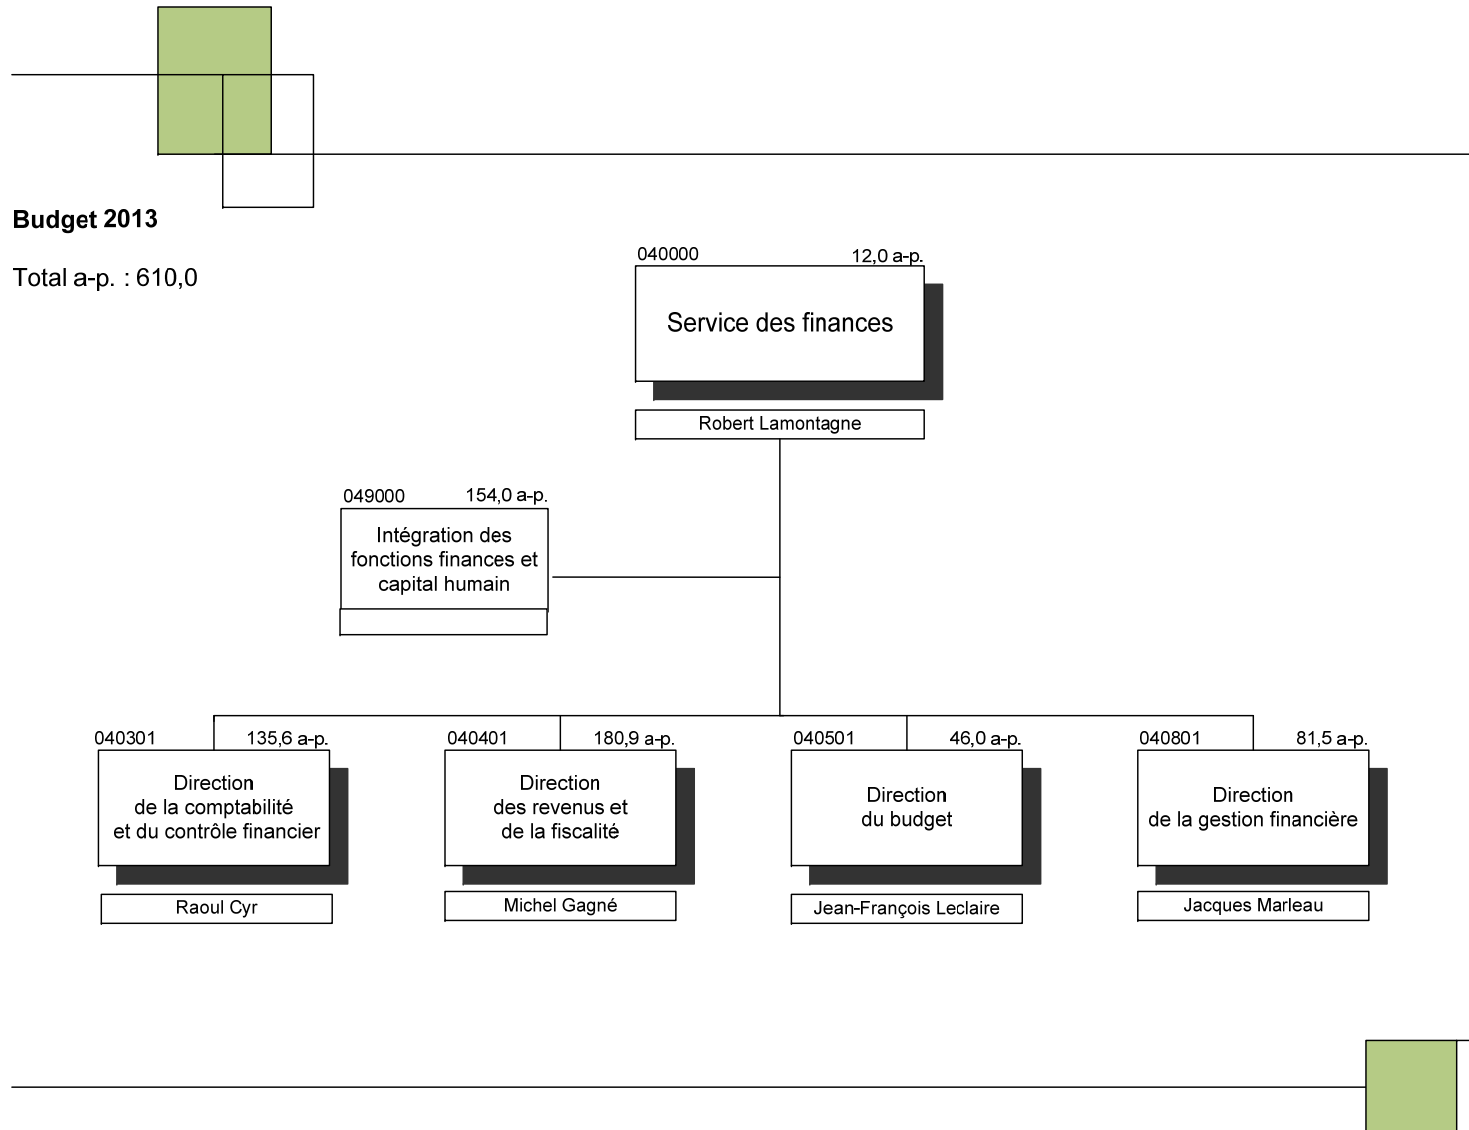 Budget 2013
Total a-p. : 610,0
040000 12,0 a-p.
Service des finances
Robert Lamontagne
049000 154,0 a-p.
Intégration des
fonctions finances et
capital humain
040301 135,6 a-p.
Direction
de la comptabilité
et du contrôle financier
Raoul Cyr
040401 180,9 a-p.
Direction
des revenus et
de la fiscalité
Michel Gagné
040501 46,0 a-p.
Direction
du budget
Jean-François Leclaire
040801 81,5 a-p.
Direction
de la gestion financière
Jacques Marleau